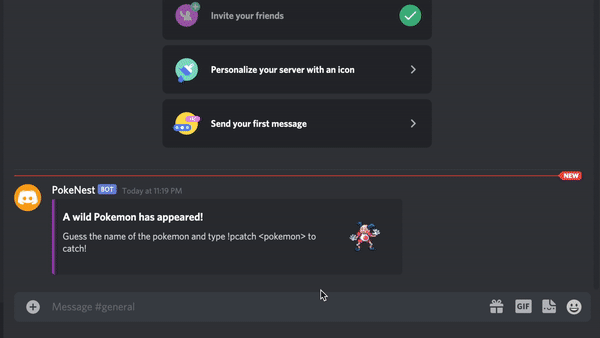 Invite your friends
Personalize your server with an icon
Send your first message
NEW
PokeNest BOT Today at 11:19 PM
A wild Pokemon has appeared!
Guess the name of the pokemon and type !pcatch <pokemon> to
catch!
Message #general
GIF